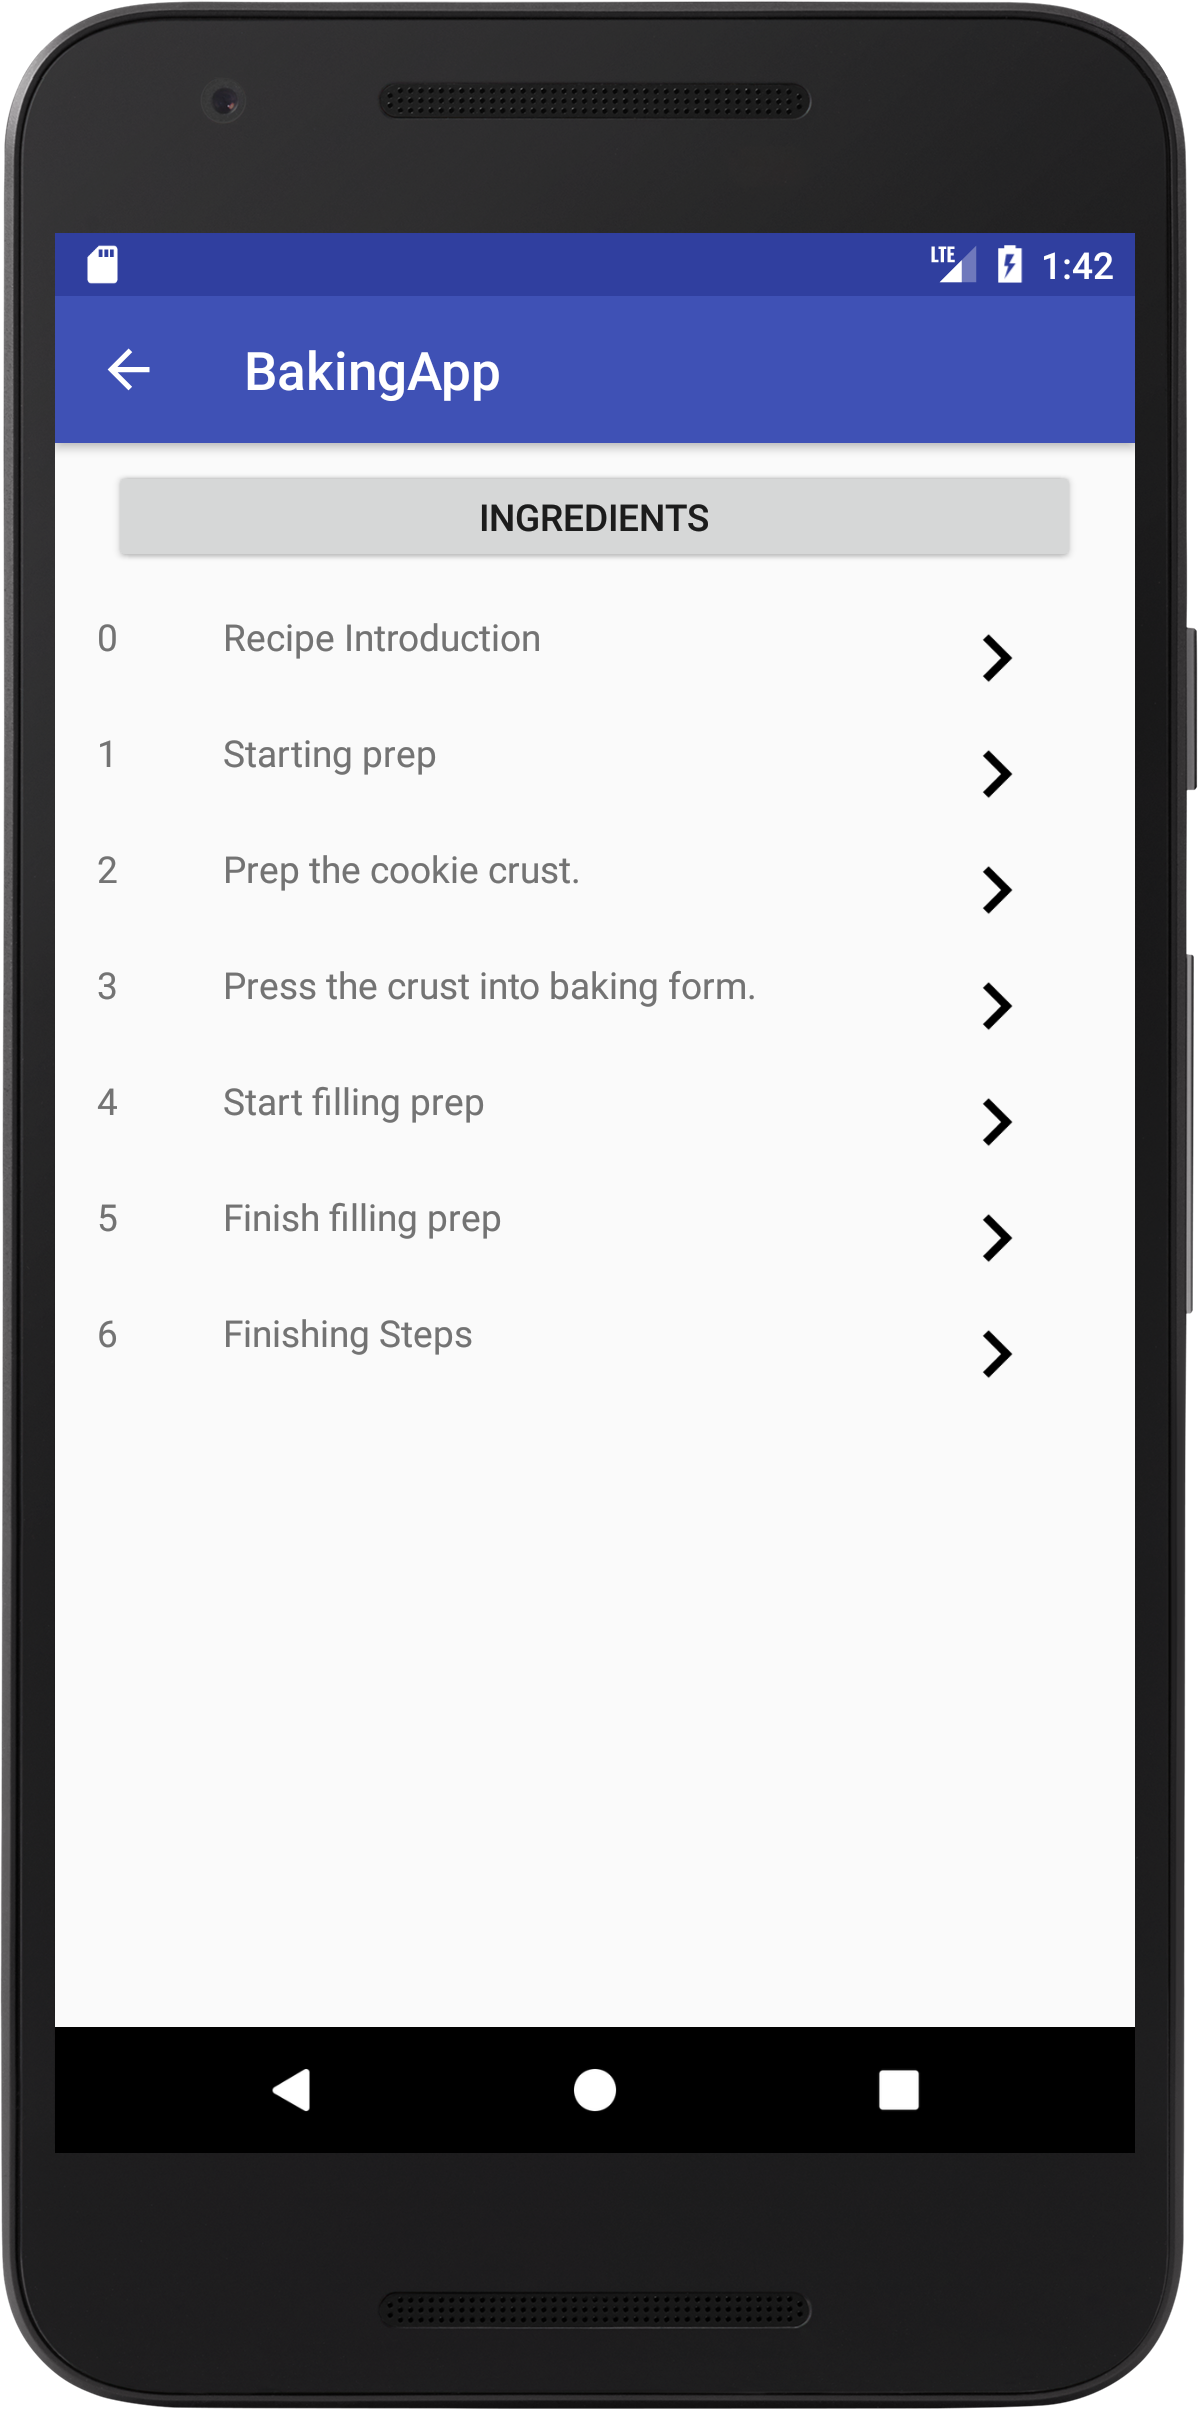 LTE 1:42
BakingApp
INGREDIENTS
0 Recipe Introduction
1 Starting prep
2 Prep the cookie crust.
3 Press the crust into baking form.
4 Start filling prep
5 Finish filling prep
6 Finishing Steps